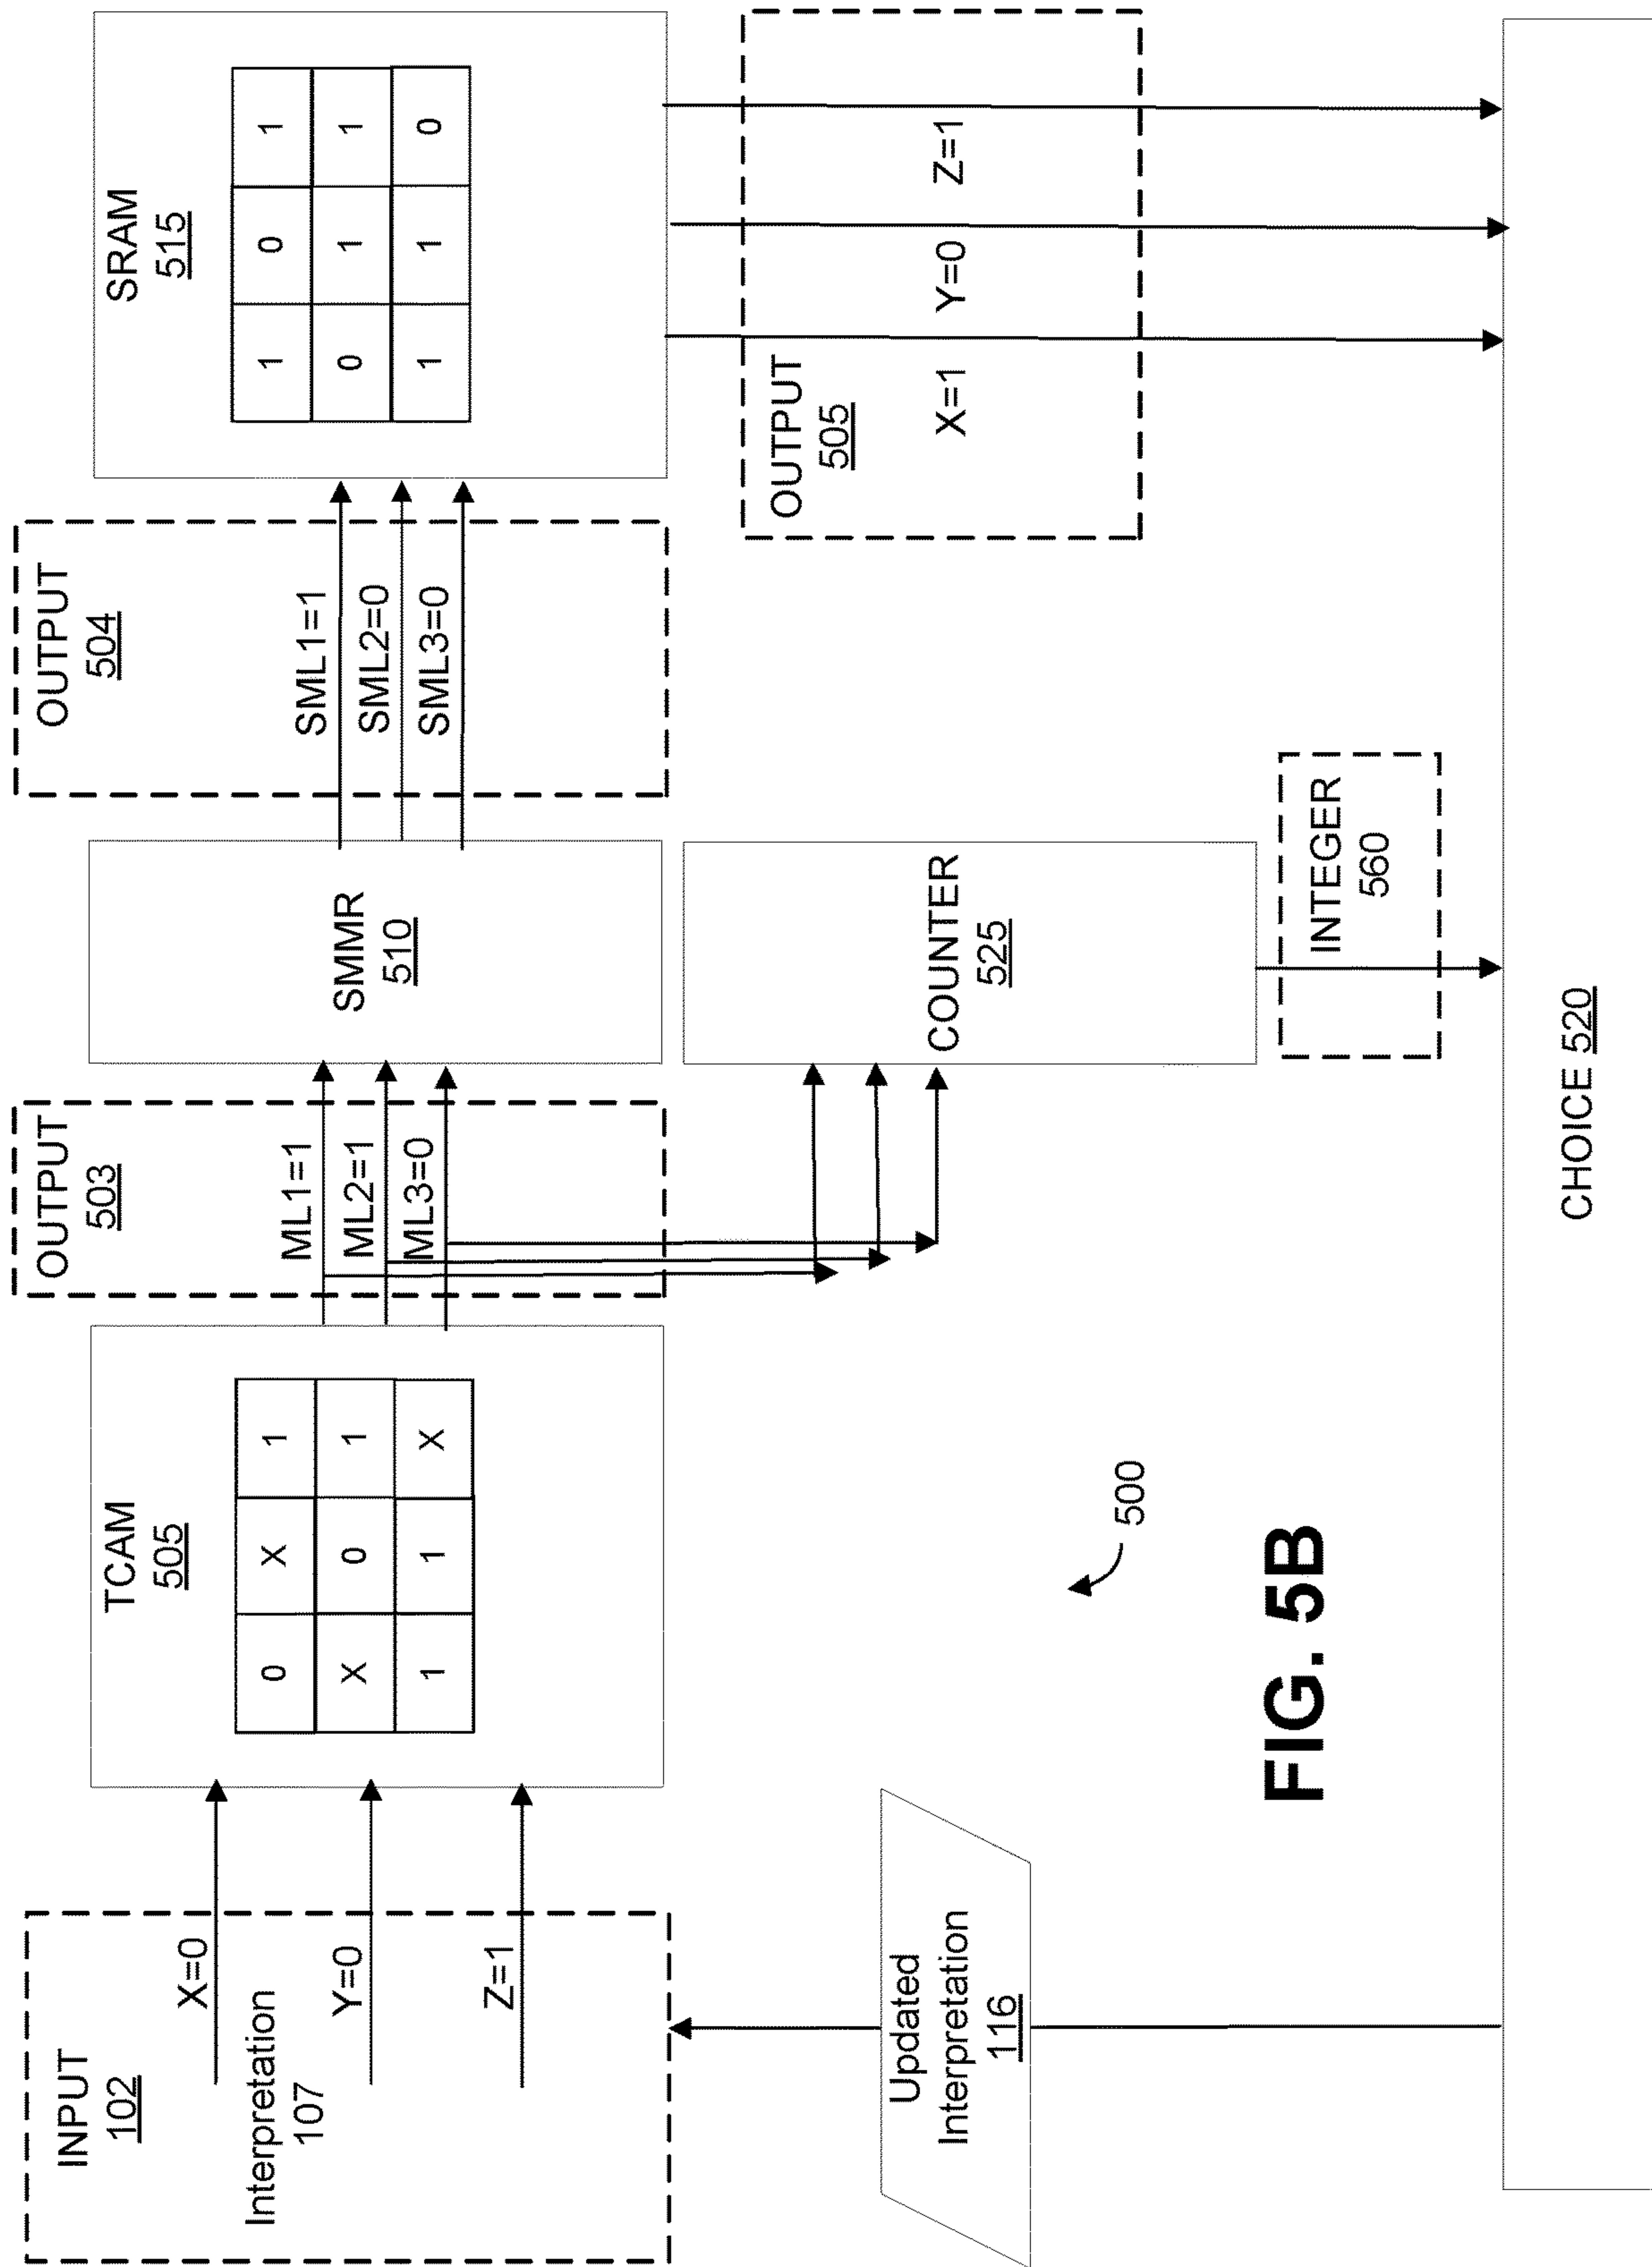 INPUT
102
X=0
Interpretation
107
Y=0
Z=1
TCAM
505
0 X 1
X 0 1
1 1 X
OUTPUT
503
ML1=1
ML2=1
ML3=0
SMMR
510
OUTPUT
504
SML1=1
SML2=0
SML3=0
SRAM
515
1 0 1
0 1 1
1 1 0
Updated
Interpretation
116
COUNTER
525
OUTPUT
505
X=1 Y=0 Z=1
500
INTEGER
560
FIG. 5B
CHOICE 520